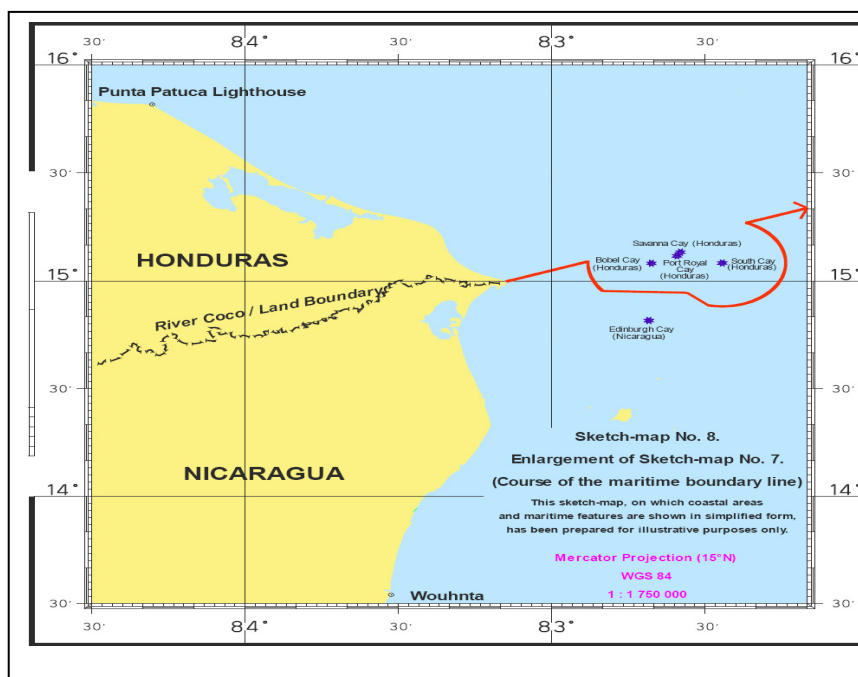 30′ 84° 30′ 83° 30′
16° 16°
Punta Patuca Lighthouse
30′ 30′
HONDURAS
Savanna Cay (Honduras)
Bobel Cay
(Honduras)
Port Royal
Cay
(Honduras)
South Cay
(Honduras)
15° 15°
River Coco / Land Boundary
Edinburgh Cay
(Nicaragua)
30′ 30′
NICARAGUA
Sketch-map No. 8.
Enlargement of Sketch-map No. 7.
(Course of the maritime boundary line)
This sketch-map, on which coastal areas
and maritime features are shown in simplified form,
has been prepared for illustrative purposes only.
14° 14°
Mercator Projection (15°N)
WGS 84
1 : 1 750 000
Wouhnta
30′ 30′
30′ 84° 30′ 83° 30′